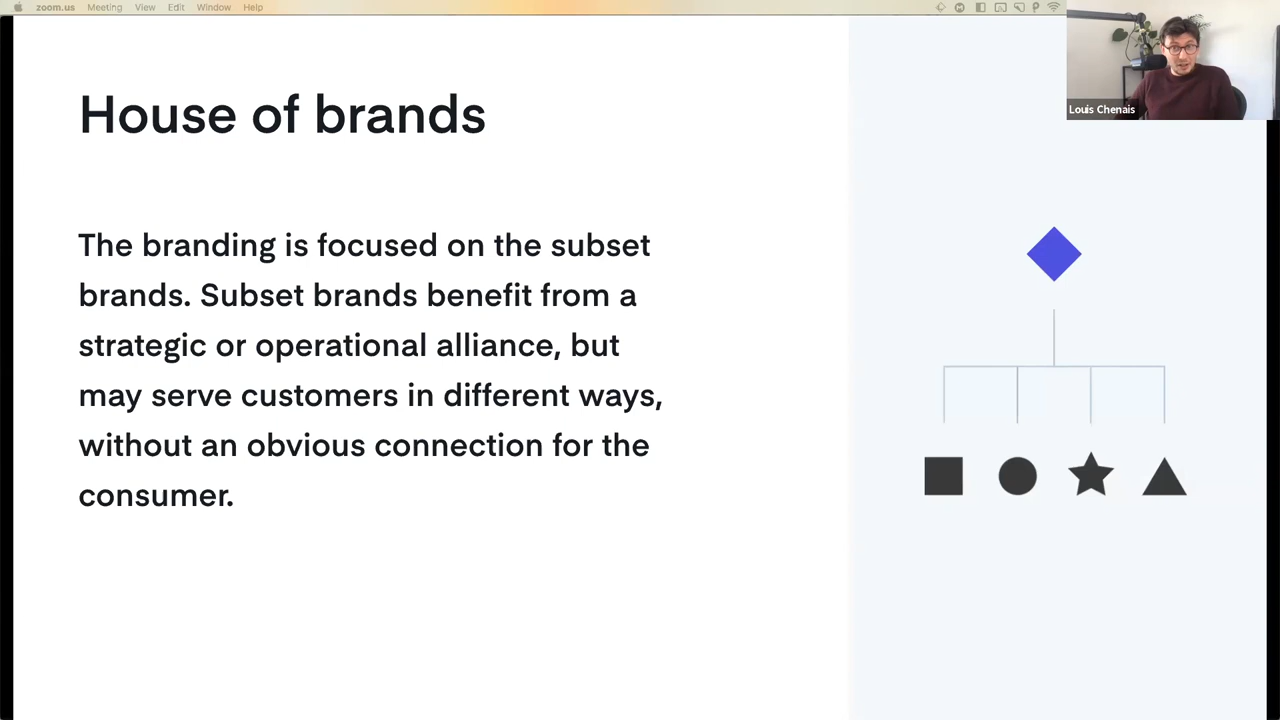 zoom.us Meeting View Edit Window Help
Louis Chenais
House of brands
The branding is focused on the subset
brands. Subset brands benefit from a
strategic or operational alliance, but
may serve customers in different ways,
without an obvious connection for the
consumer.